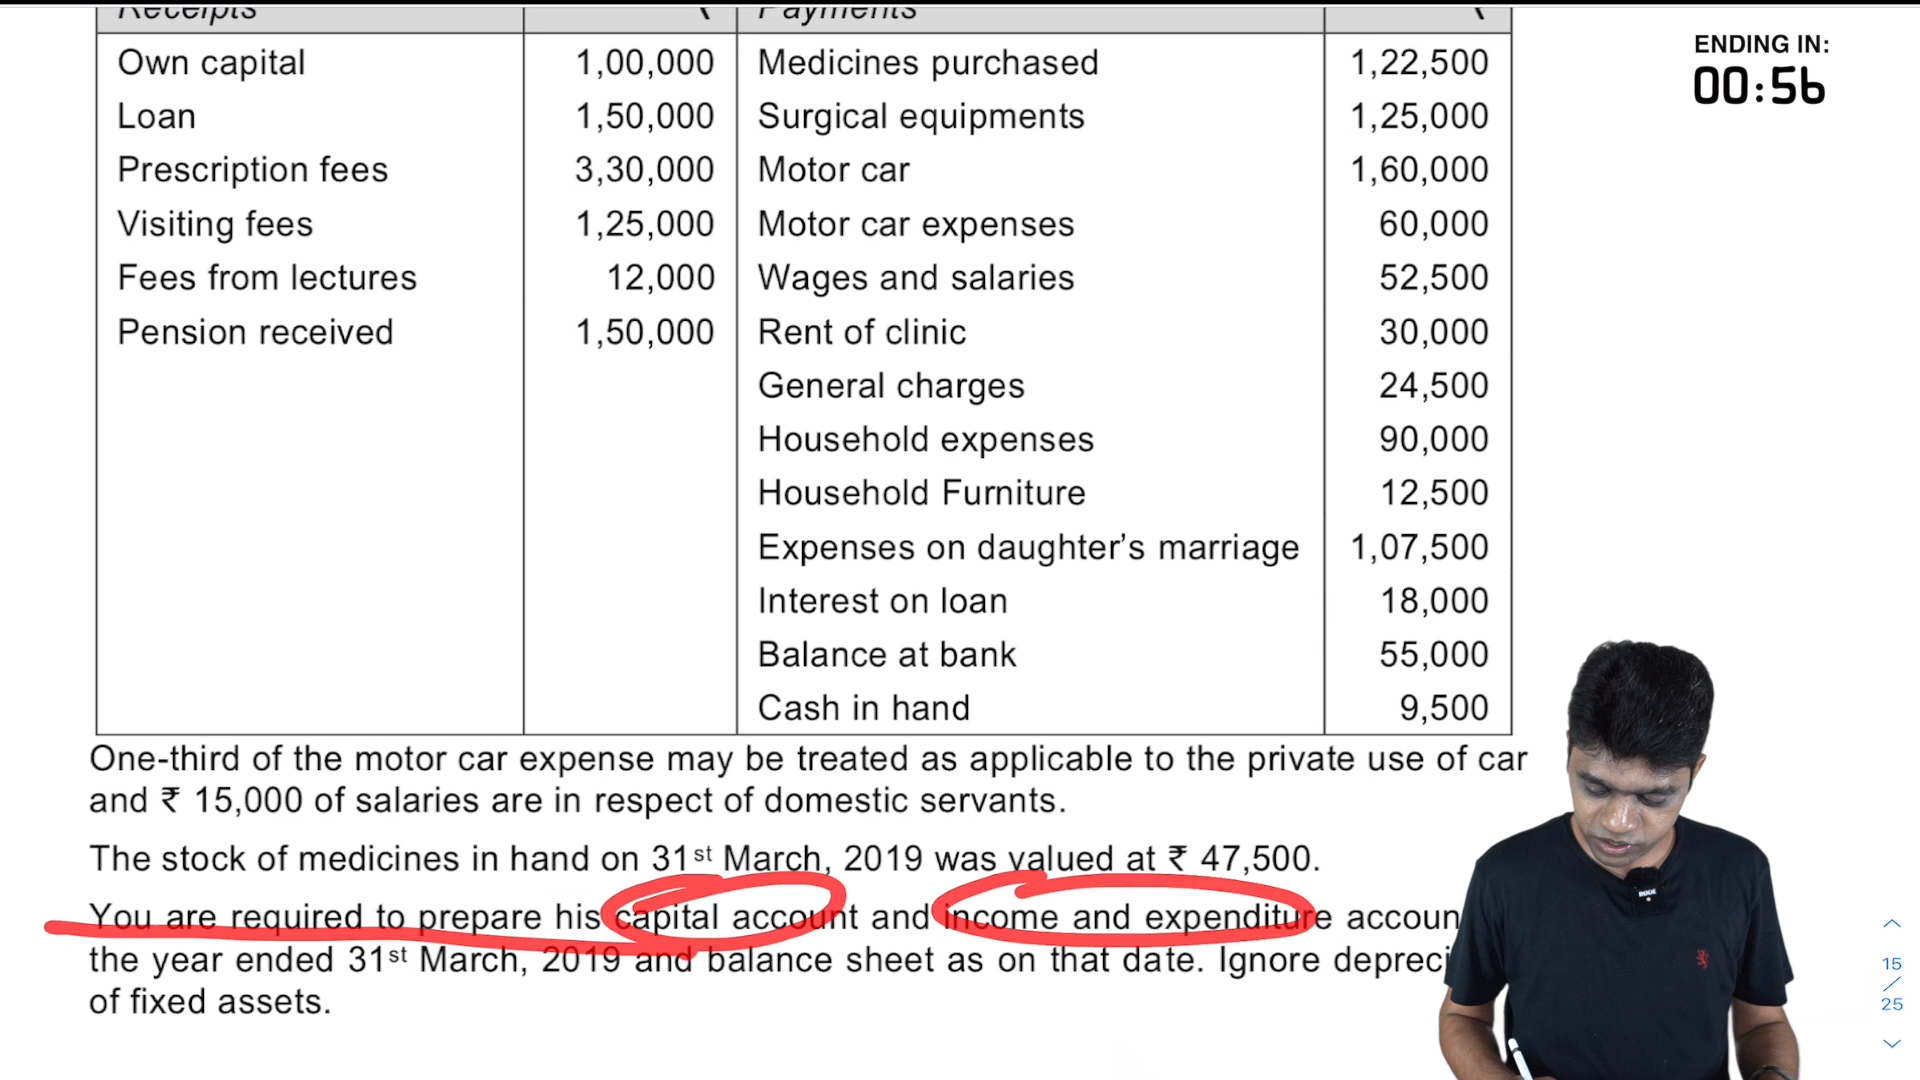 Receipts ₹ Payments ₹
Own capital 1,00,000 Medicines purchased 1,22,500
Loan 1,50,000 Surgical equipments 1,25,000
Prescription fees 3,30,000 Motor car 1,60,000
Visiting fees 1,25,000 Motor car expenses 60,000
Fees from lectures 12,000 Wages and salaries 52,500
Pension received 1,50,000 Rent of clinic 30,000
General charges 24,500
Household expenses 90,000
Household Furniture 12,500
Expenses on daughter’s marriage 1,07,500
Interest on loan 18,000
Balance at bank 55,000
Cash in hand 9,500
One-third of the motor car expense may be treated as applicable to the private use of car
and ₹ 15,000 of salaries are in respect of domestic servants.
The stock of medicines in hand on 31st March, 2019 was valued at ₹ 47,500.
You are required to prepare his capital account and income and expenditure accoun
the year ended 31st March, 2019 and balance sheet as on that date. Ignore depreci
of fixed assets.
ENDING IN:
00:56
RODE
15
/
25